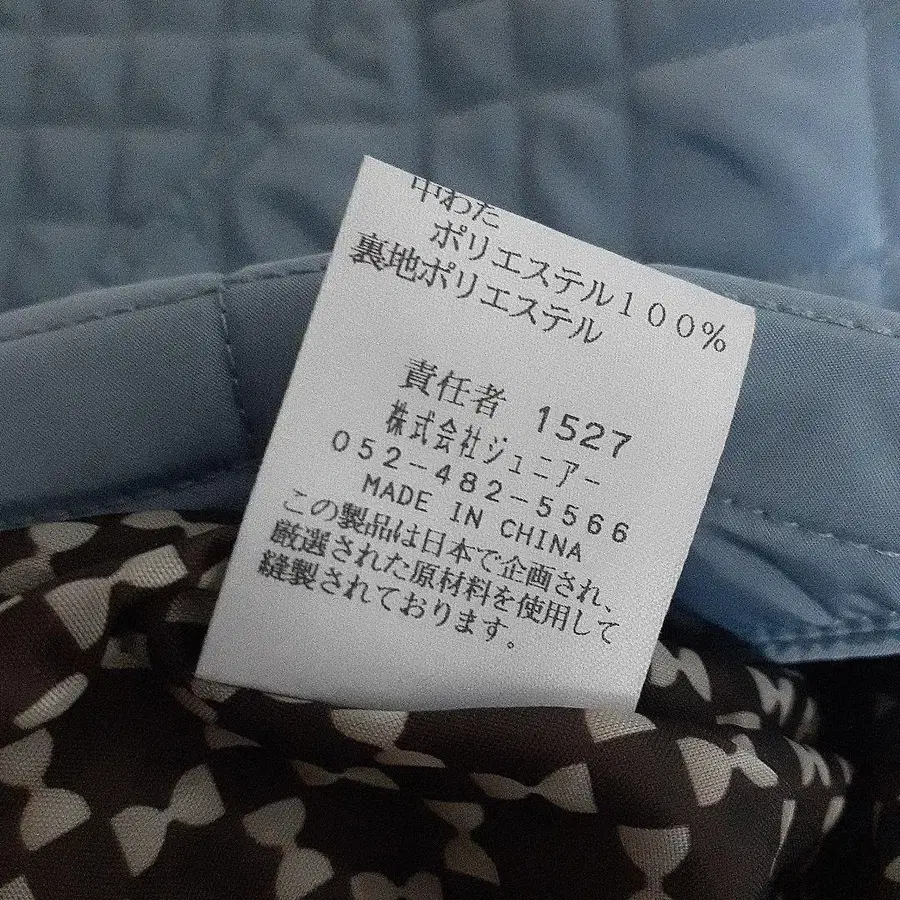 中わた
ポリエステル100%
裏地ポリエステル
責任者 1527
株式会社ジュニアー
052-482-5566
MADE IN CHINA
この製品は日本で企画され、
厳選された原材料を使用して
縫製されております。